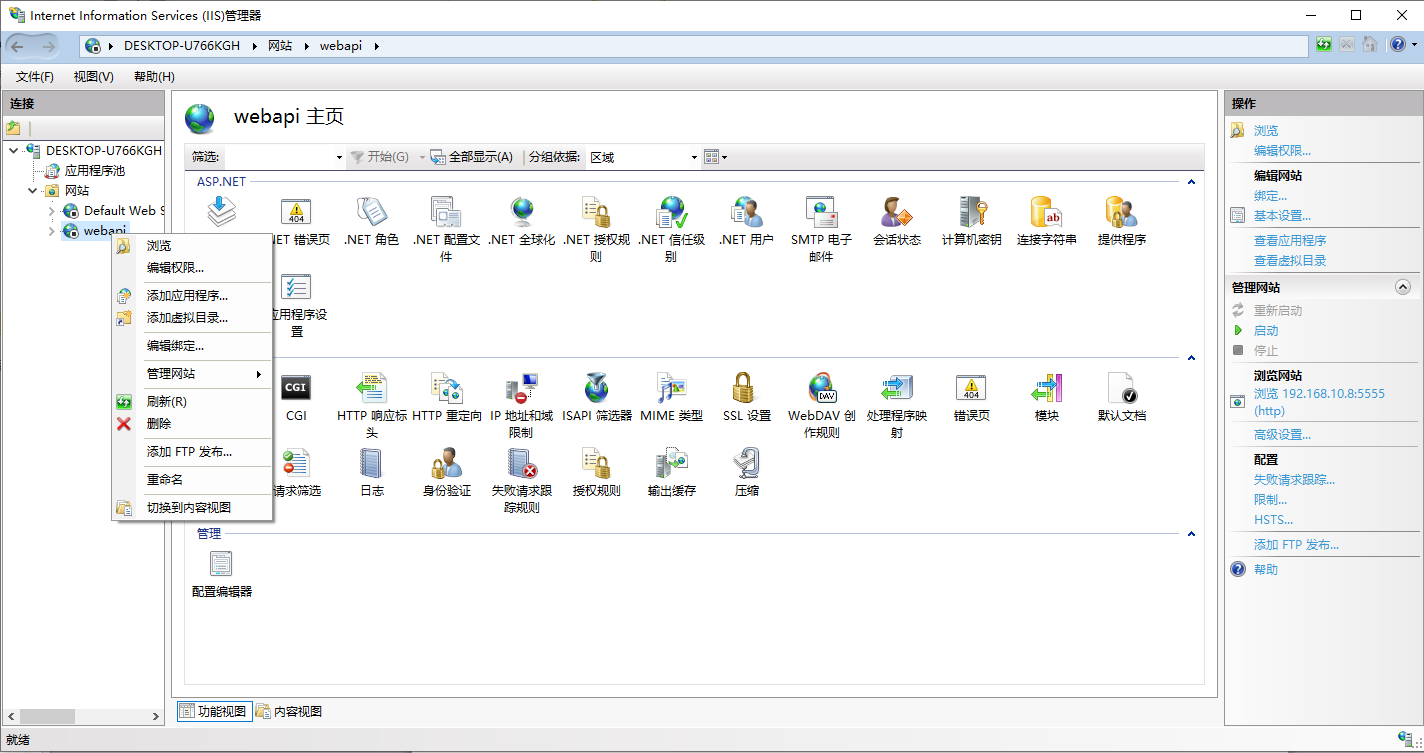 Internet Information Services (IIS)管理器
DESKTOP-U766KGH
网站
webapi
文件(F)
视图(V)
帮助(H)
连接
DESKTOP-U766KGH
应用程序池
网站
Default Web S
webapi
浏览
编辑权限...
添加应用程序...
添加虚拟目录...
编辑绑定...
管理网站
刷新(R)
删除
添加 FTP 发布...
重命名
切换到内容视图
webapi 主页
筛选:
开始(G)
全部显示(A)
分组依据:
区域
ASP.NET
404
.NET 错误页
.NET 角色
.NET 配置文
件
.NET 全球化
.NET 授权规
则
.NET 信任级
别
.NET 用户
SMTP 电子
邮件
会话状态
计算机密钥
ab
连接字符串
提供程序
应用程序设
置
CGI
CGI
HTTP 响应标
头
HTTP 重定向
IP 地址和域
限制
ISAPI 筛选器
MIME 类型
SSL 设置
DAV
WebDAV 创
作规则
处理程序映
射
404
错误页
模块
默认文档
请求筛选
日志
身份验证
失败请求跟
踪规则
授权规则
输出缓存
压缩
管理
配置编辑器
功能视图
内容视图
操作
浏览
编辑权限...
编辑网站
绑定...
基本设置...
查看应用程序
查看虚拟目录
管理网站
重新启动
启动
停止
浏览网站
浏览 192.168.10.8:5555
(http)
高级设置...
配置
失败请求跟踪...
限制...
HSTS...
添加 FTP 发布...
帮助
就绪